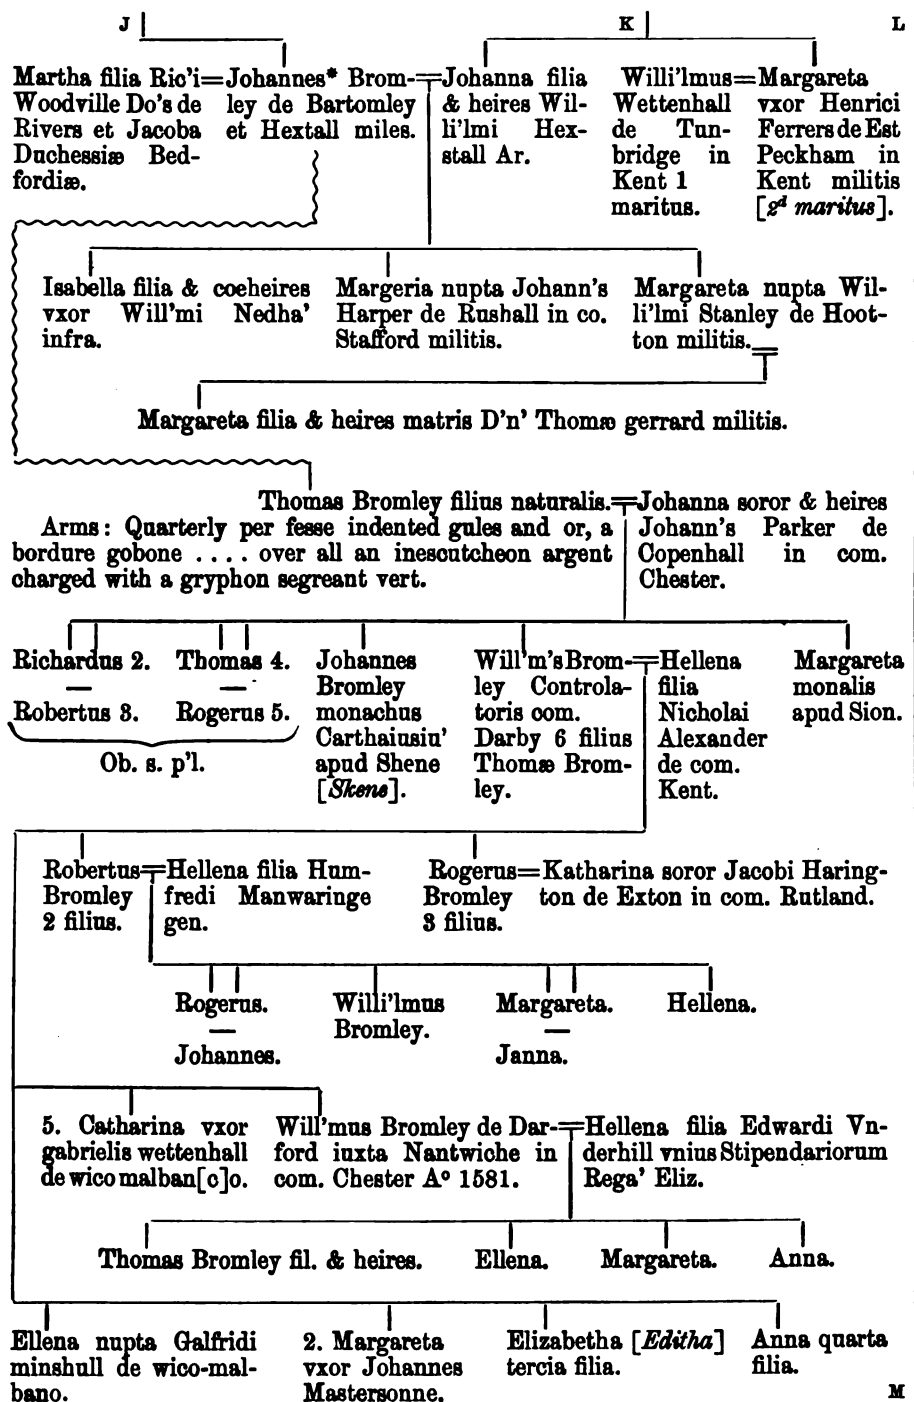 J K L
Martha filia Ric'i=Johannes* Brom-=Johanna filia
Woodville Do's de
Rivers et Jacoba
Duchessiæ Bed-
fordiæ.
ley de Bartomley
et Hextall miles.
& heires Wil-
li'lmi Hex-
stall Ar.
Willi'lmus=Margareta
Wettenhall
de Tun-
bridge in
Kent 1
maritus.
vxor Henrici
Ferrers de Est
Peckham in
Kent militis
[2d maritus].
Isabella filia & coeheires
vxor Will'mi Nedha'
infra.
Margeria nupta Johann's
Harper de Rushall in co.
Stafford militis.
Margareta nupta Wil-
li'lmi Stanley de Hoot-
ton militis.
Margareta filia & heires matris D'n' Thomæ gerrard militis.
Thomas Bromley filius naturalis.=Johanna soror & heires
Arms: Quarterly per fesse indented gules and or, a
bordure gobone .... over all an inescutcheon argent
charged with a gryphon segreant vert.
Johann's Parker de
Copenhall in com.
Chester.
Richardus 2.
—
Robertus 3.
Thomas 4.
—
Rogerus 5.
Ob. s. p'l.
Johannes
Bromley
monachus
Carthaiusiu'
apud Shene
[Skene].
Will'm's Brom-=Hellena
ley Controla-
toris com.
Darby 6 filius
Thomæ Brom-
ley.
filia
Nicholai
Alexander
de com.
Kent.
Margareta
monalis
apud Sion.
Robertus=Hellena filia Hum-
Bromley
2 filius.
fredi Manwaringe
gen.
Rogerus=Katharina soror Jacobi Haring-
Bromley
3 filius.
ton de Exton in com. Rutland.
Rogerus.
—
Johannes.
Willi'lmus
Bromley.
Margareta.
—
Janna.
Hellena.
5. Catharina vxor
gabrielis wettenhall
de wico malban[c]o.
Will'mus Bromley de Dar-=Hellena filia Edwardi Vn-
ford iuxta Nantwiche in
com. Chester Aº 1581.
derhill vnius Stipendariorum
Rega' Eliz.
Thomas Bromley fil. & heires. Ellena. Margareta. Anna.
Ellena nupta Galfridi
minshull de wico-mal-
bano.
2. Margareta
vxor Johannes
Mastersonne.
Elizabetha [Editha]
tercia filia.
Anna quarta
filia.
M